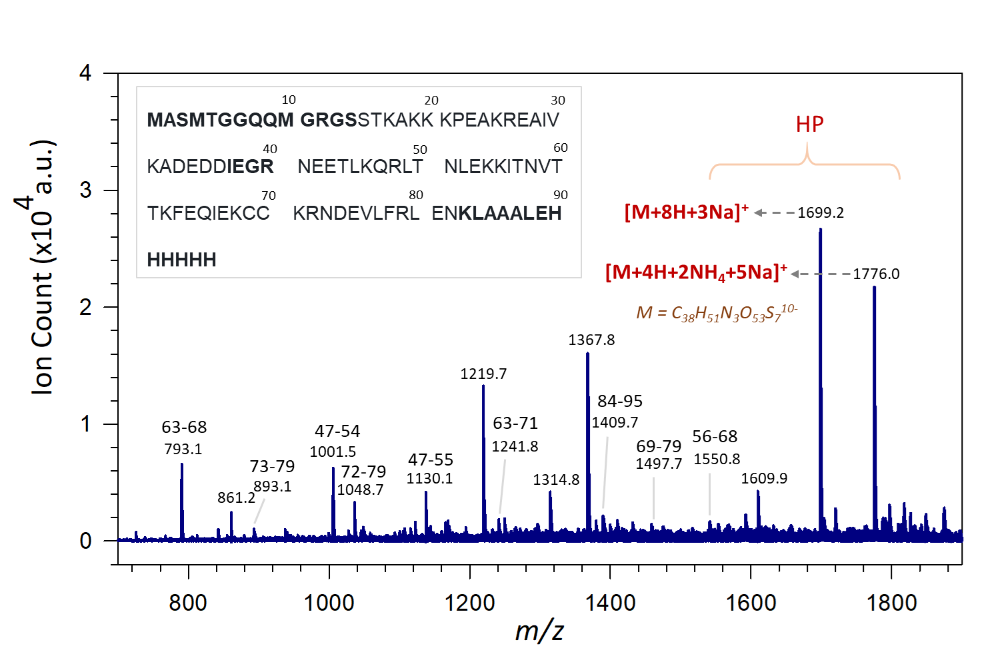 4
3
2
1
0
Ion Count (x10⁴ a.u.)
10 20 30
MASMTGGQQM GRGSSTKAKK KPEAKREAIV
40 50 60
KADEDDIEGR NEETLKQRLT NLEKKITNVT
70 80 90
TKFEQIEKCC KRNDEVLFRL ENKLAAALEH
HHHHH
HP
[M+8H+3Na]⁺ 1699.2
[M+4H+2NH₄+5Na]⁺ 1776.0
M = C₃₈H₅₁N₃O₅₃S₇¹⁰⁻
63-68
793.1
861.2
73-79
893.1
47-54
1001.5
72-79
1048.7
47-55
1130.1
1219.7
63-71
1241.8
1314.8
1367.8
84-95
1409.7
69-79
1497.7
56-68
1550.8
1609.9
800 1000 1200 1400 1600 1800
m/z